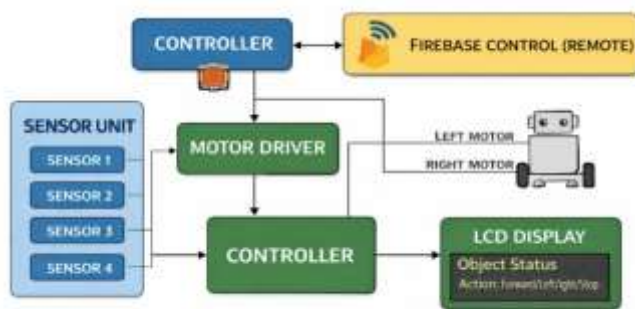 CONTROLLER
FIREBASE CONTROL (REMOTE)
SENSOR UNIT
SENSOR 1
SENSOR 2
SENSOR 3
SENSOR 4
MOTOR DRIVER
LEFT MOTOR
RIGHT MOTOR
CONTROLLER
LCD DISPLAY
Object Status
Action